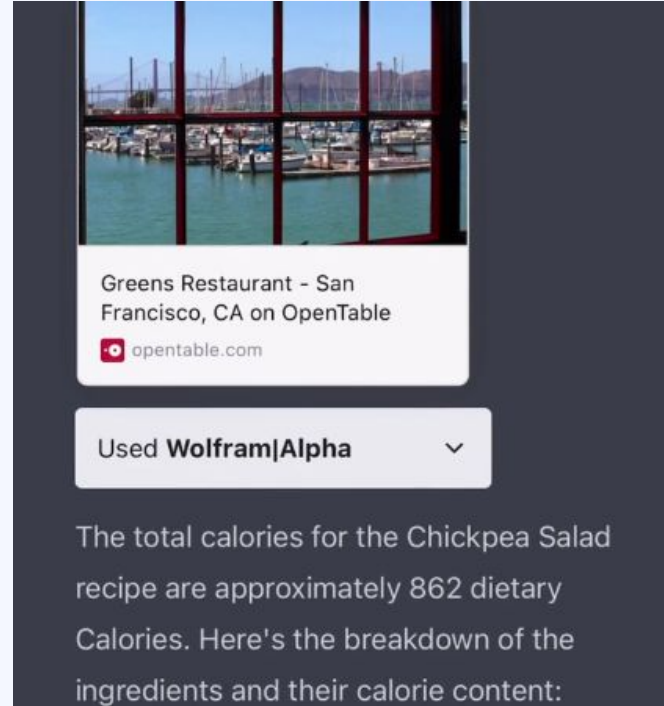 Greens Restaurant - San
Francisco, CA on OpenTable
opentable.com
Used Wolfram|Alpha
The total calories for the Chickpea Salad
recipe are approximately 862 dietary
Calories. Here's the breakdown of the
ingredients and their calorie content: